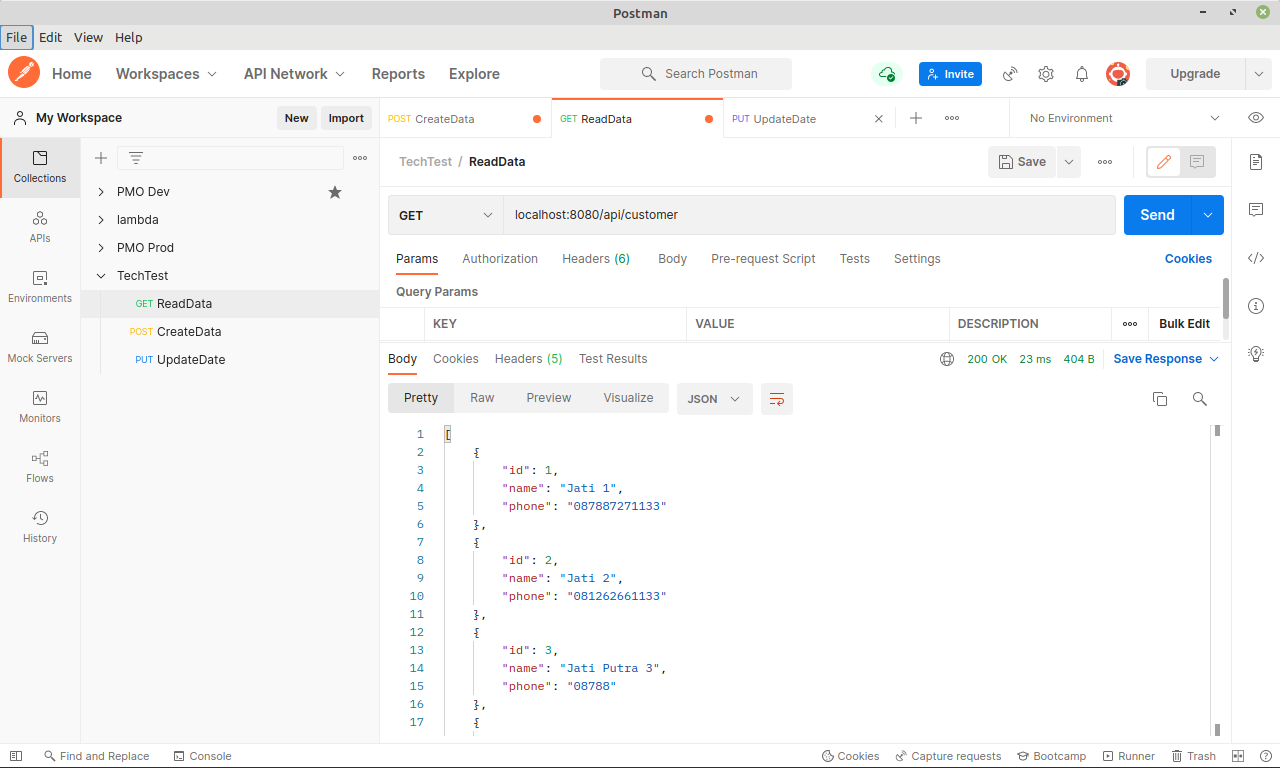 Postman
File Edit View Help
Home Workspaces API Network Reports Explore Search Postman Invite Upgrade
My Workspace New Import
POST CreateData GET ReadData PUT UpdateDate No Environment
Collections
APIs
Environments
Mock Servers
Monitors
Flows
History
PMO Dev
lambda
PMO Prod
TechTest
GET ReadData
POST CreateData
PUT UpdateDate
TechTest / ReadData Save
GET localhost:8080/api/customer Send
Params Authorization Headers (6) Body Pre-request Script Tests Settings Cookies
Query Params
KEY VALUE DESCRIPTION Bulk Edit
Body Cookies Headers (5) Test Results 200 OK 23 ms 404 B Save Response
Pretty Raw Preview Visualize JSON
1 [
2 {
3 "id": 1,
4 "name": "Jati 1",
5 "phone": "087887271133"
6 },
7 {
8 "id": 2,
9 "name": "Jati 2",
10 "phone": "081262661133"
11 },
12 {
13 "id": 3,
14 "name": "Jati Putra 3",
15 "phone": "08788"
16 },
17 {
Find and Replace Console Cookies Capture requests Bootcamp Runner Trash